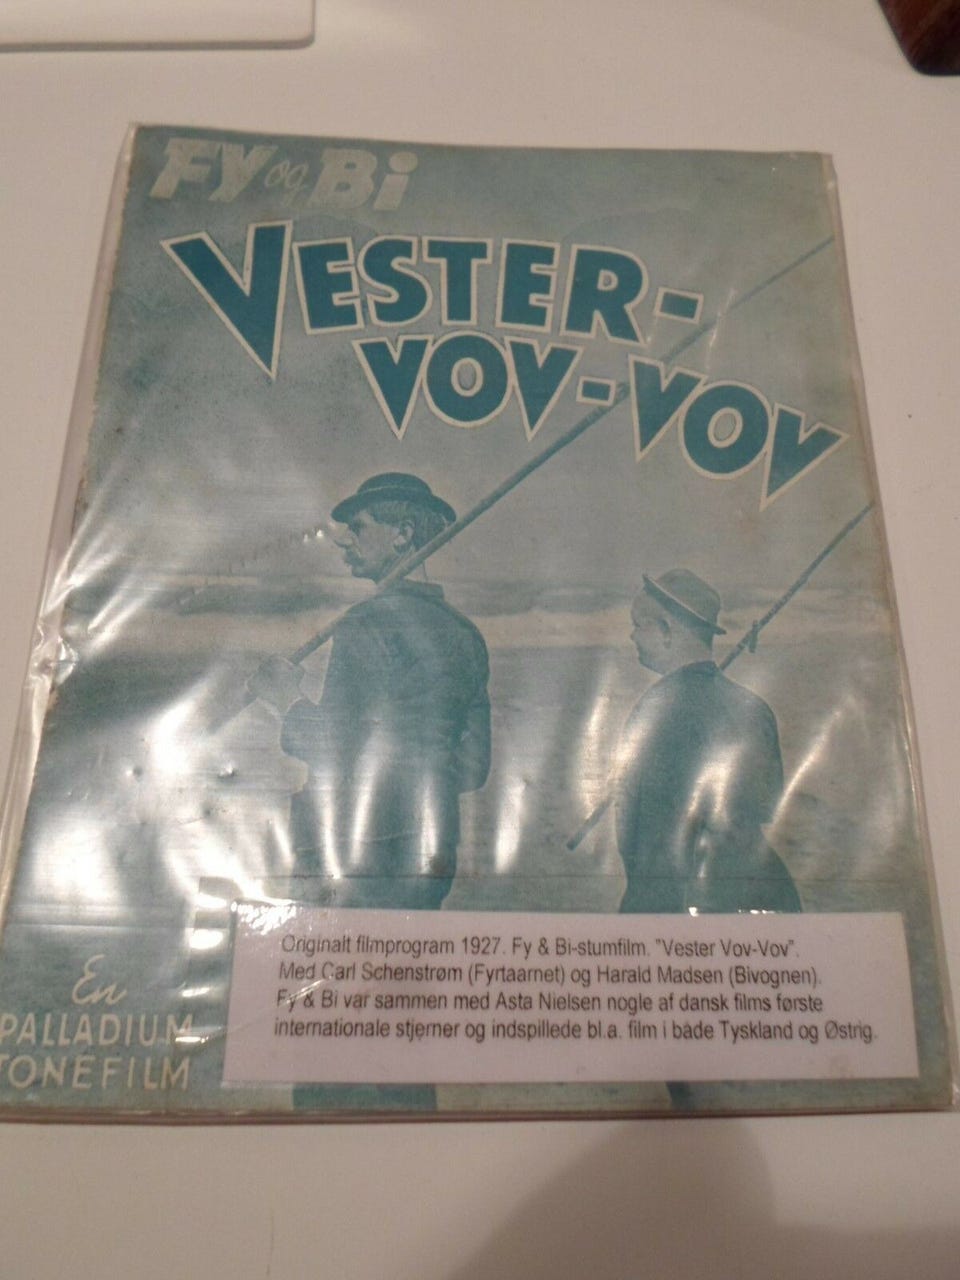 FY og Bi
VESTER-
VOV-VOV
Originalt filmprogram 1927. Fy & Bi-stumfilm. "Vester Vov-Vov".
Med Carl Schenstrøm (Fyrtaarnet) og Harald Madsen (Bivognen).
Fy & Bi var sammen med Asta Nielsen nogle af dansk films første
internationale stjerner og indspillede bl.a. film i både Tyskland og Østrig.
En
PALLADIUM
TONEFILM